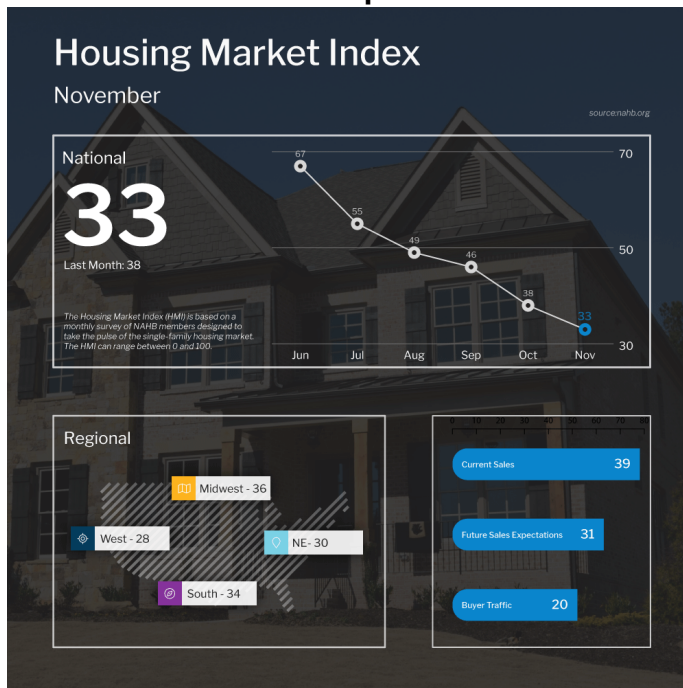 Housing Market Index
November
source:nahb.org
National
33
Last Month: 38
The Housing Market Index (HMI) is based on a
monthly survey of NAHB members designed to
take the pulse of the single-family housing market.
The HMI can range between 0 and 100.
70
50
30
67
55
49
46
38
33
Jun Jul Aug Sep Oct Nov
Regional
Midwest - 36
West - 28
NE- 30
South - 34
0 10 20 30 40 50 60 70 80
Current Sales 39
Future Sales Expectations 31
Buyer Traffic 20